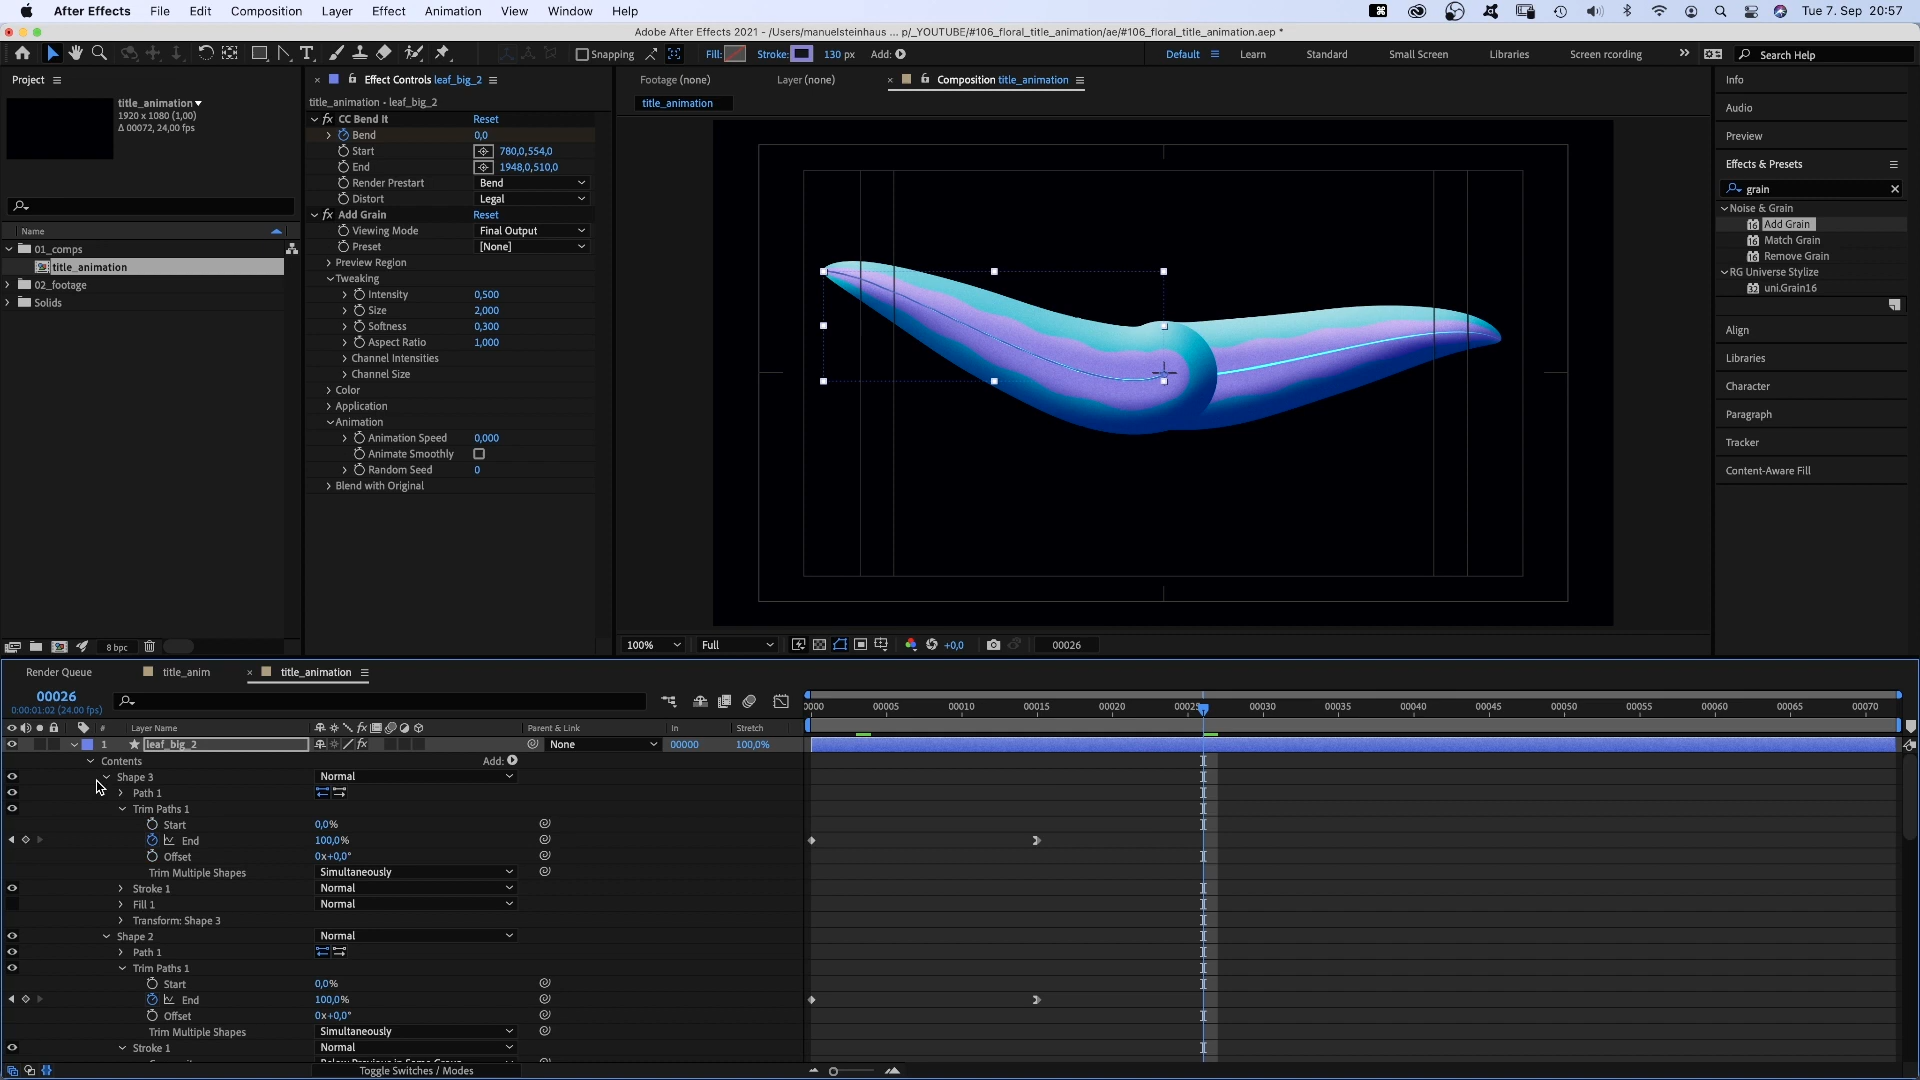 After Effects File Edit Composition Layer Effect Animation View Window Help Tue 7. Sep 20:57
Adobe After Effects 2021 - /Users/manuelsteinhaus ... p/_YOUTUBE/#106_floral_title_animation/ae/#106_floral_title_animation.aep *
Snapping Fill: Stroke: 130 px Add: Default Learn Standard Small Screen Libraries Screen recording Search Help
Project
title_animation
1920 x 1080 (1,00)
Δ 00072, 24,00 fps
Name
01_comps
title_animation
02_footage
Solids
8 bpc
Effect Controls leaf_big_2
title_animation - leaf_big_2
fx CC Bend It Reset
Bend 0,0
Start 780,0,554,0
End 1948,0,510,0
Render Prestart Bend
Distort Legal
fx Add Grain Reset
Viewing Mode Final Output
Preset [None]
Preview Region
Tweaking
Intensity 0,500
Size 2,000
Softness 0,300
Aspect Ratio 1,000
Channel Intensities
Channel Size
Color
Application
Animation
Animation Speed 0,000
Animate Smoothly
Random Seed 0
Blend with Original
Footage (none) Layer (none) Composition title_animation
title_animation
100% Full +0,0 00026
Info
Audio
Preview
Effects & Presets
grain
Noise & Grain
16 Add Grain
16 Match Grain
16 Remove Grain
RG Universe Stylize
32 uni.Grain16
Align
Libraries
Character
Paragraph
Tracker
Content-Aware Fill
Render Queue title_anim title_animation
00026
0:00:01:02 (24.00 fps)
0000 00005 00010 00015 00020 00025 00030 00035 00040 00045 00050 00055 00060 00065 00070
# Layer Name fx Parent & Link In Stretch
1 leaf_big_2 fx None 00000 100,0%
Contents Add:
Shape 3 Normal
Path 1
Trim Paths 1
Start 0,0%
End 100,0%
Offset 0x+0,0°
Trim Multiple Shapes Simultaneously
Stroke 1 Normal
Fill 1 Normal
Transform: Shape 3
Shape 2 Normal
Path 1
Trim Paths 1
Start 0,0%
End 100,0%
Offset 0x+0,0°
Trim Multiple Shapes Simultaneously
Stroke 1 Normal
Toggle Switches / Modes